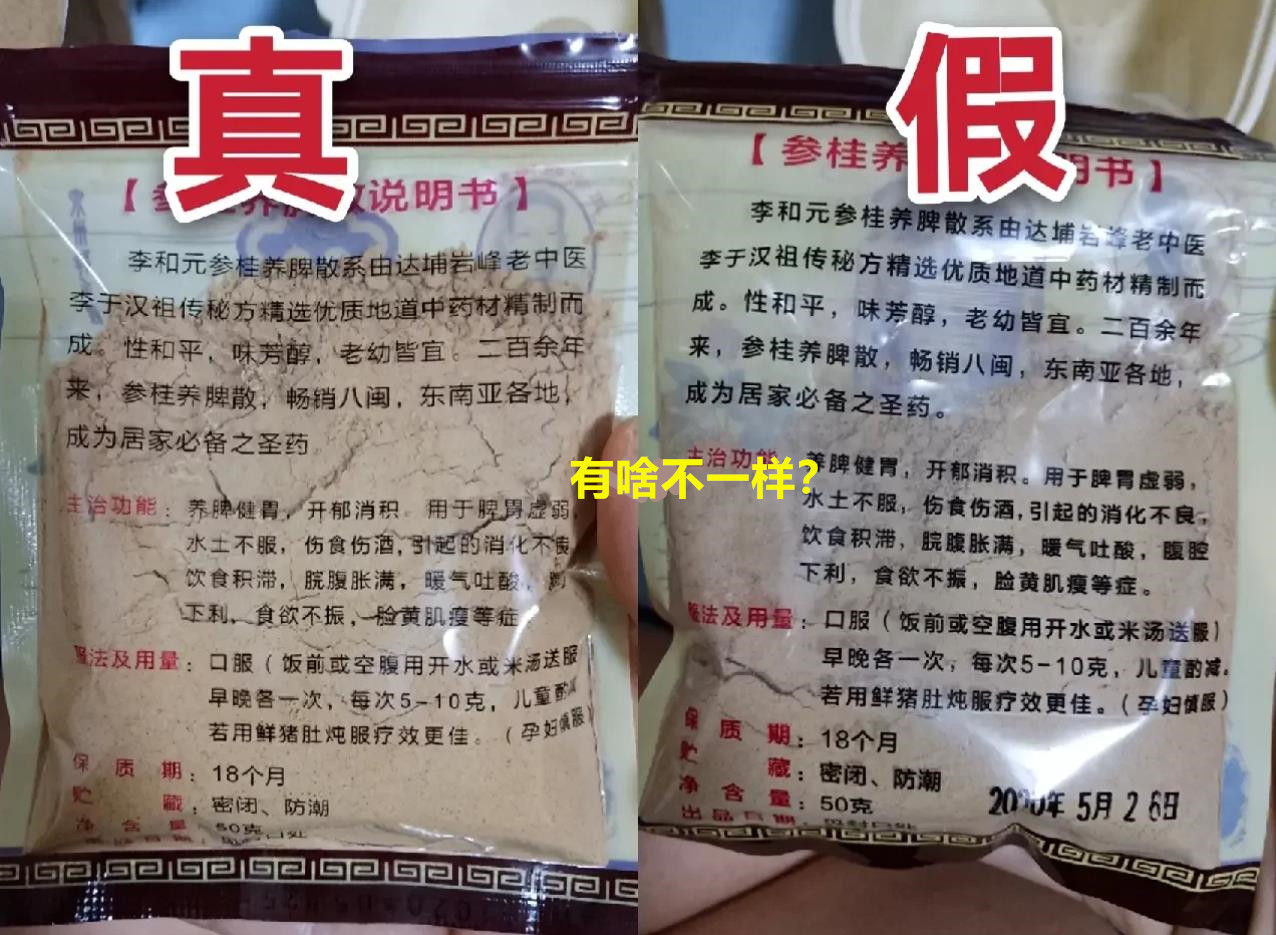 真
【参桂养脾散说明书】
李和元参桂养脾散系由达埔岩峰老中医
李于汉祖传秘方精选优质地道中药材精制而
成。性和平，味芳醇，老幼皆宜。二百余年
来，参桂养脾散，畅销八闽，东南亚各地，
成为居家必备之圣药
主治功能：养脾健胃，开郁消积。用于脾胃虚弱，
水土不服，伤食伤酒，引起的消化不良，
饮食积滞，脘腹胀满，暖气吐酸，
下利，食欲不振，脸黄肌瘦等症
服法及用量：口服（饭前或空腹用开水或米汤送服
早晚各一次，每次5-10克，儿童酌减
若用鲜猪肚炖服疗效更佳。（孕妇慎服）
保质期：18个月
贮藏：密闭、防潮
净含量：50克
假
【参桂养 明书】
李和元参桂养脾散系由达埔岩峰老中医
李于汉祖传秘方精选优质地道中药材精制而
成。性和平，味芳醇，老幼皆宜。二百余年
来，参桂养脾散，畅销八闽，东南亚各地，
成为居家必备之圣药。
主治功能：养脾健胃，开郁消积。用于脾胃虚弱，
水土不服，伤食伤酒，引起的消化不良，
饮食积滞，脘腹胀满，暖气吐酸，腹腔
下利，食欲不振，脸黄肌瘦等症。
服法及用量：口服（饭前或空腹用开水或米汤送服）
早晚各一次，每次5-10克，儿童酌减。
若用鲜猪肚炖服疗效更佳。（孕妇慎服）
保质期：18个月
贮藏：密闭、防潮
净含量：50克
出品日期：见封口处
5月26日
有啥不一样？